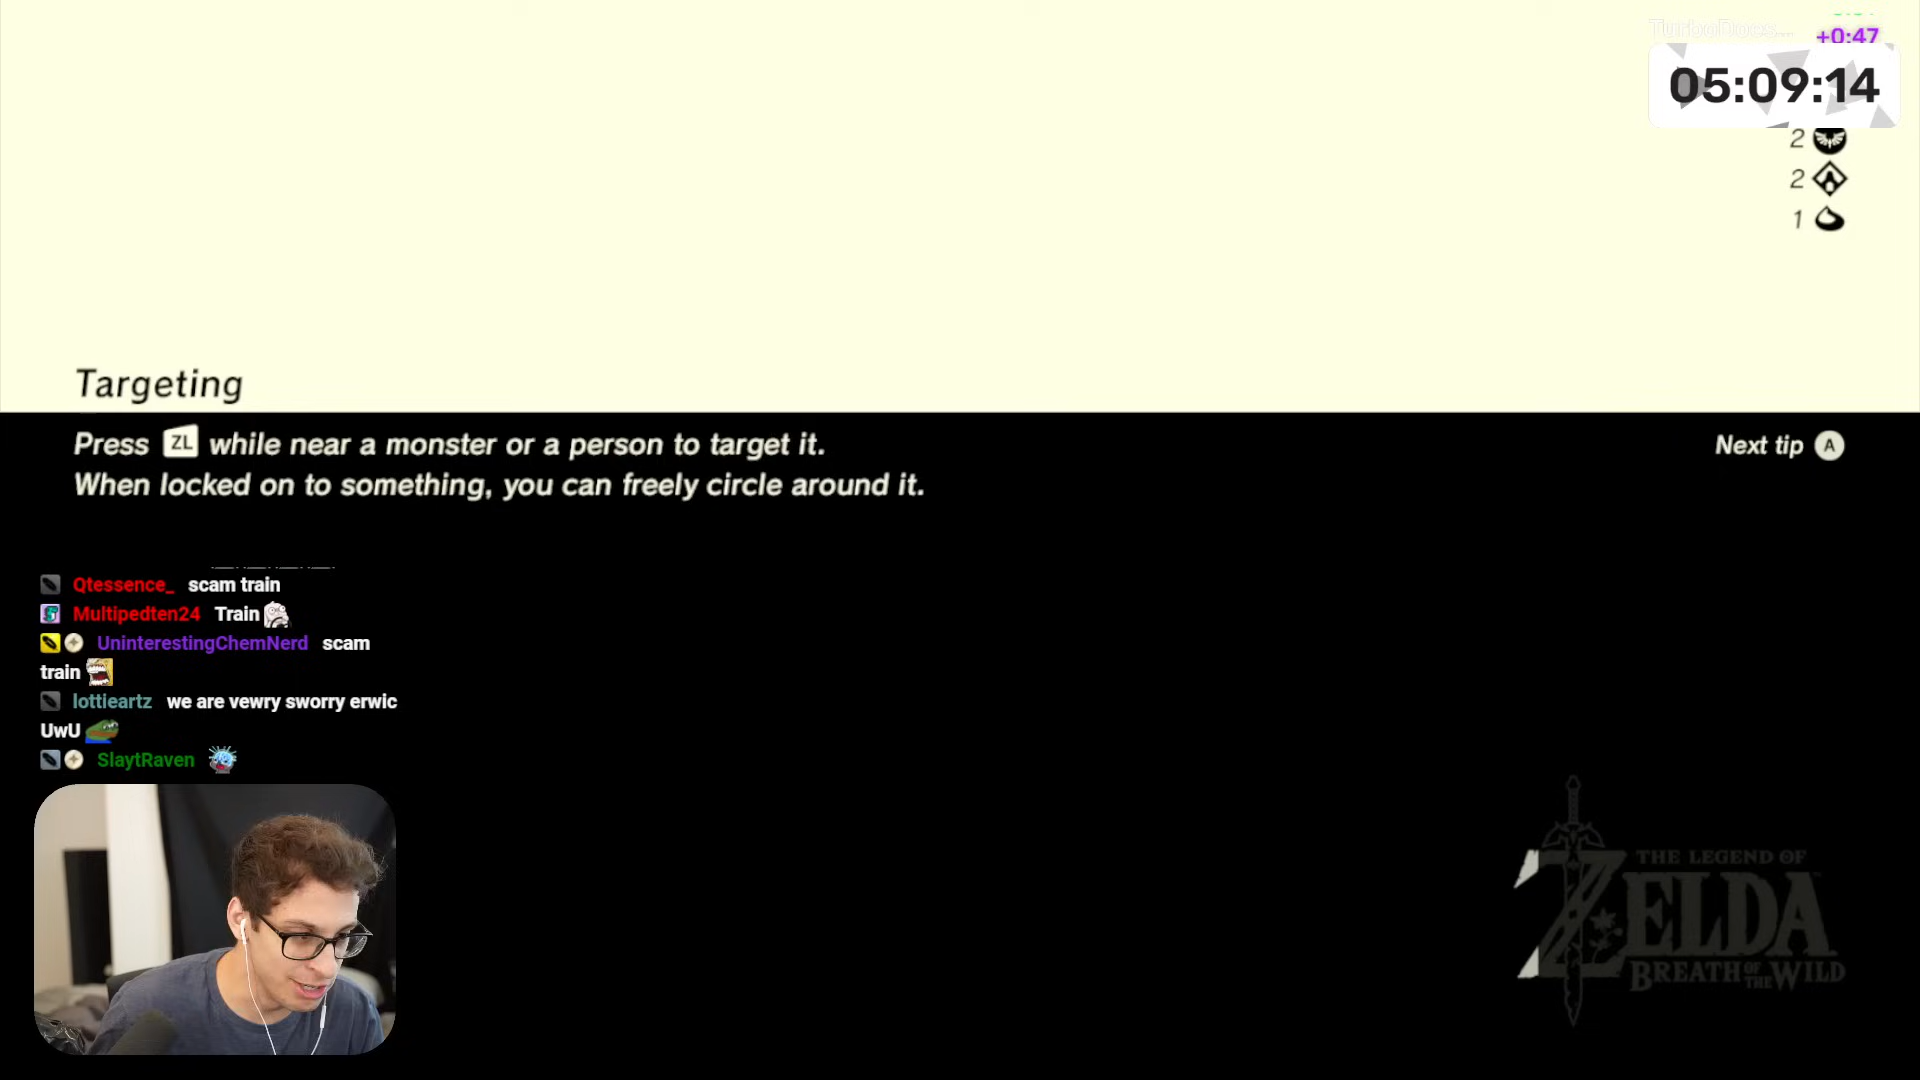 TurboDocs...
+0:47
05:09:14
2
2
1
Targeting
Press ZL while near a monster or a person to target it.
When locked on to something, you can freely circle around it.
Next tip A
Qtessence_ scam train
Multipedten24 Train
UninterestingChemNerd scam
train
lottieartz we are vewry sworry erwic
UwU
SlaytRaven
THE LEGEND OF
ZELDA
BREATH OF THE WILD